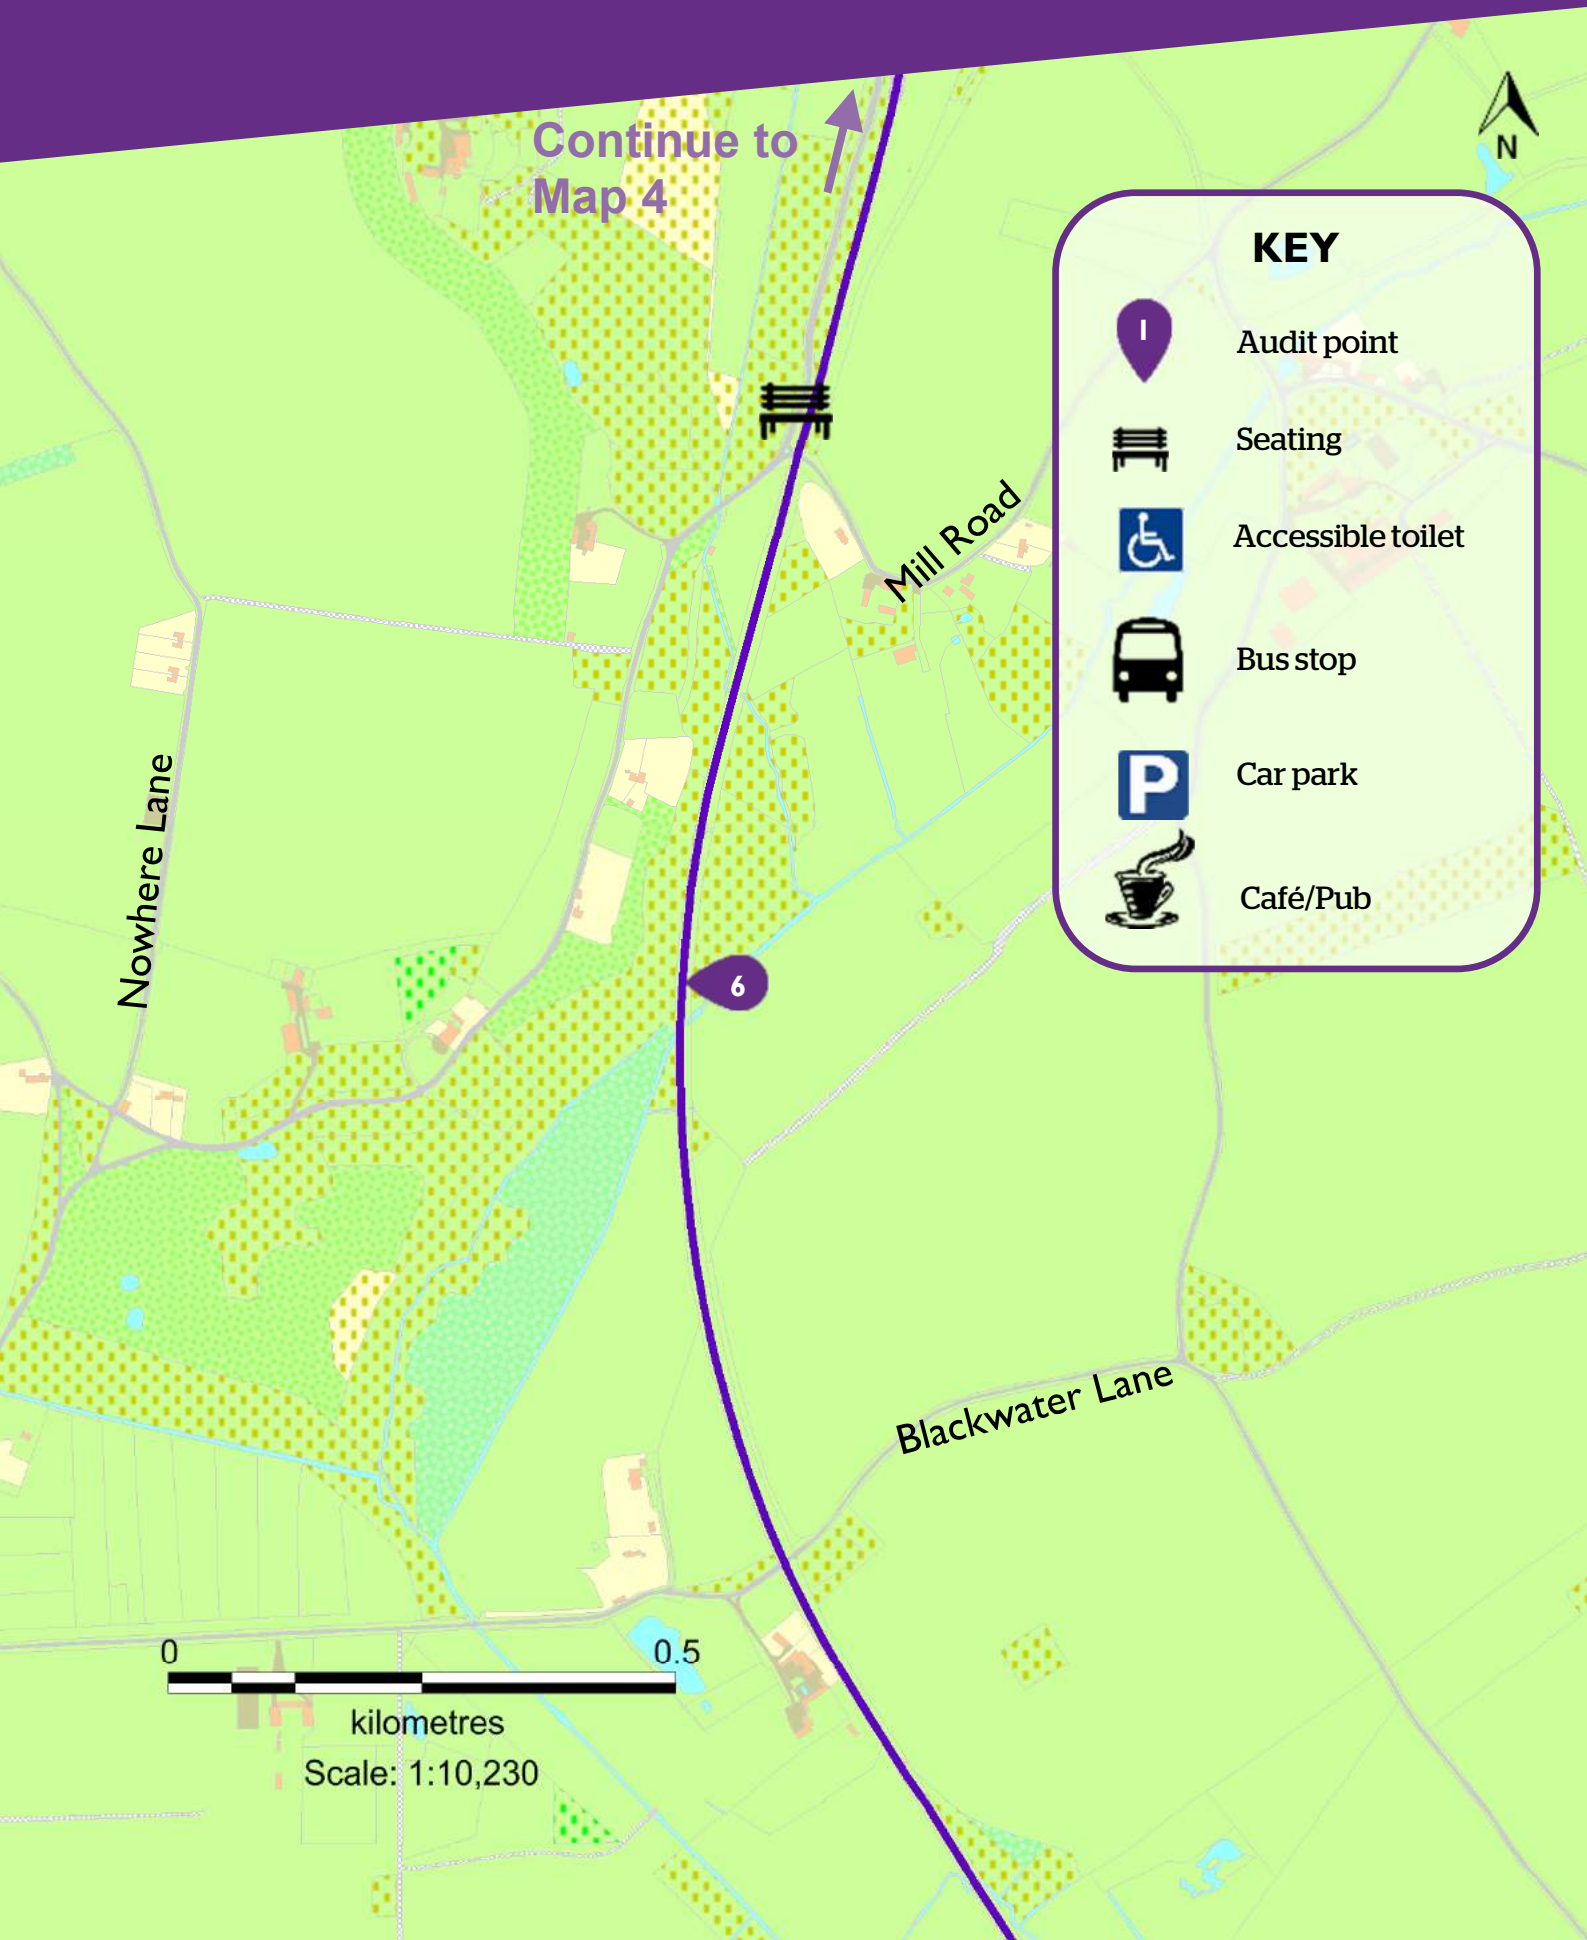 Continue to
Map 4
N
KEY
I
Audit point
Seating
Accessible toilet
Bus stop
P
Car park
Café/Pub
Mill Road
Nowhere Lane
6
Blackwater Lane
0 0.5
kilometres
Scale: 1:10,230